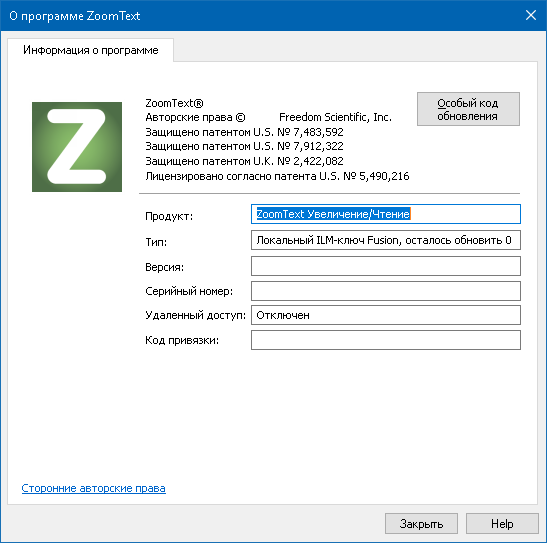 О программе ZoomText
Информация о программе
Z
ZoomText®
Авторские права © Freedom Scientific, Inc.
Защищено патентом U.S. № 7,483,592
Защищено патентом U.S. № 7,912,322
Защищено патентом U.K. № 2,422,082
Лицензировано согласно патента U.S. № 5,490,216
Особый код
обновления
Продукт: ZoomText Увеличение/Чтение
Тип: Локальный ILM-ключ Fusion, осталось обновить 0
Версия:
Серийный номер:
Удаленный доступ: Отключен
Код привязки:
Сторонние авторские права
Закрыть Help